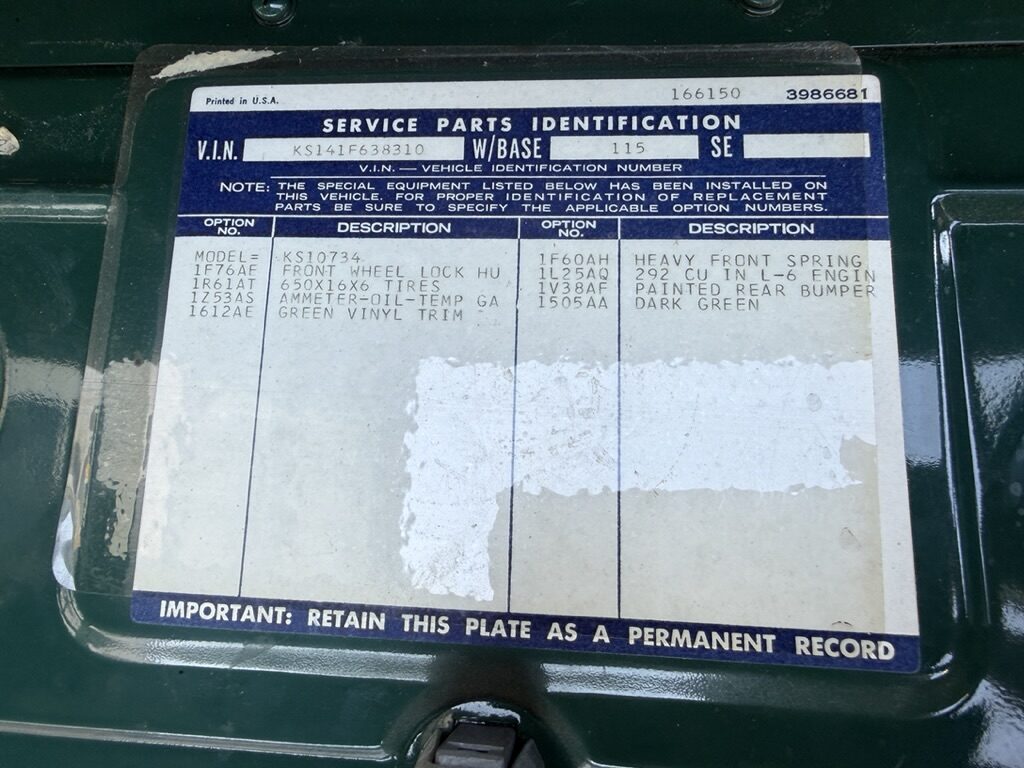 Printed in U.S.A. 166150 3986681
SERVICE PARTS IDENTIFICATION
V.I.N. KS141F638310 W/BASE 115 SE
V.I.N. — VEHICLE IDENTIFICATION NUMBER
NOTE: THE SPECIAL EQUIPMENT LISTED BELOW HAS BEEN INSTALLED ON
THIS VEHICLE. FOR PROPER IDENTIFICATION OF REPLACEMENT
PARTS BE SURE TO SPECIFY THE APPLICABLE OPTION NUMBERS.
OPTION NO. DESCRIPTION OPTION NO. DESCRIPTION
MODEL= KS10734 1F60AH HEAVY FRONT SPRING
1F76AE FRONT WHEEL LOCK HU 1L25AQ 292 CU IN L-6 ENGIN
1R61AT 650X16X6 TIRES 1V38AF PAINTED REAR BUMPER
1Z53AS AMMETER-OIL-TEMP GA 1505AA DARK GREEN
1612AE GREEN VINYL TRIM
IMPORTANT: RETAIN THIS PLATE AS A PERMANENT RECORD